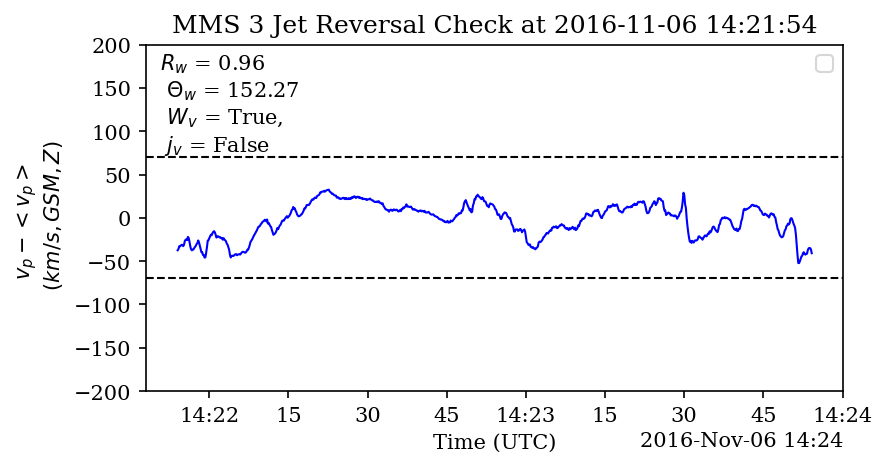 MMS 3 Jet Reversal Check at 2016-11-06 14:21:54
R_w = 0.96
Θ_w = 152.27
W_v = True,
j_v = False
200
150
100
50
0
−50
−100
−150
−200
v_p − < v_p >
(km/s, GSM, Z)
14:22 15 30 45 14:23 15 30 45 14:24
Time (UTC)
2016-Nov-06 14:24